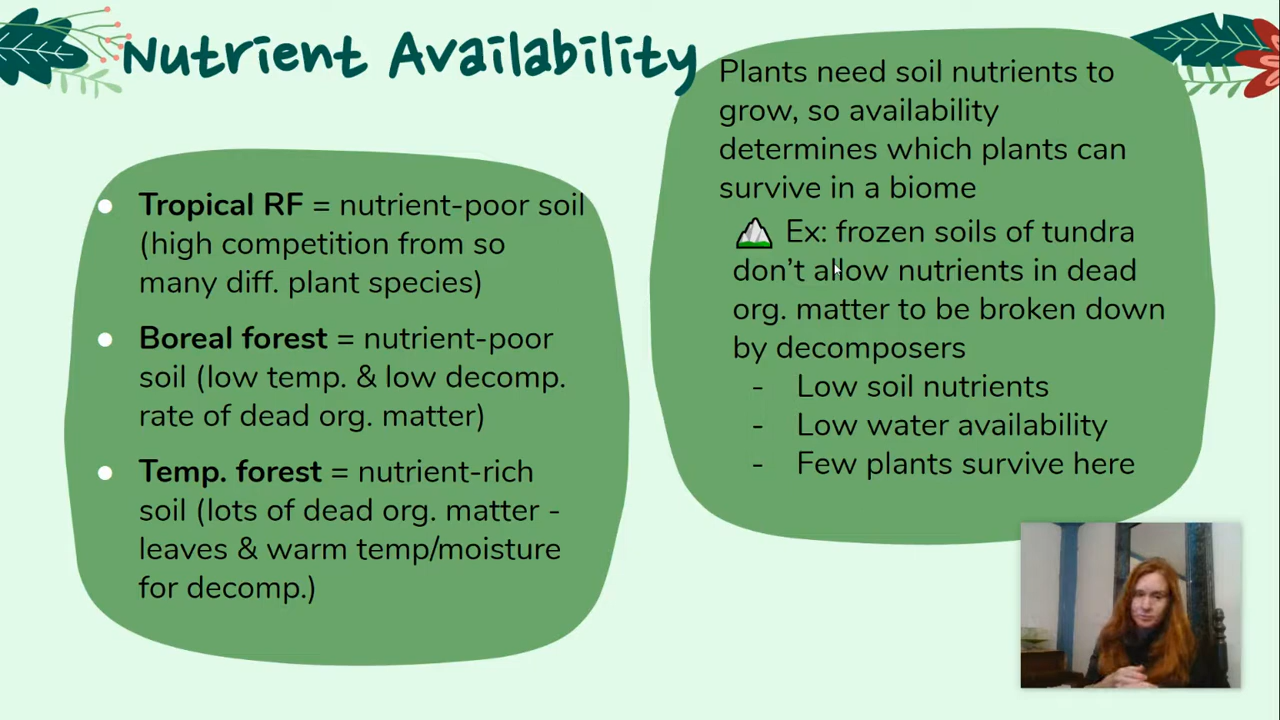 Nutrient Availability
● Tropical RF = nutrient-poor soil
(high competition from so
many diff. plant species)
● Boreal forest = nutrient-poor
soil (low temp. & low decomp.
rate of dead org. matter)
● Temp. forest = nutrient-rich
soil (lots of dead org. matter -
leaves & warm temp/moisture
for decomp.)
Plants need soil nutrients to
grow, so availability
determines which plants can
survive in a biome
Ex: frozen soils of tundra
don't allow nutrients in dead
org. matter to be broken down
by decomposers
- Low soil nutrients
- Low water availability
- Few plants survive here